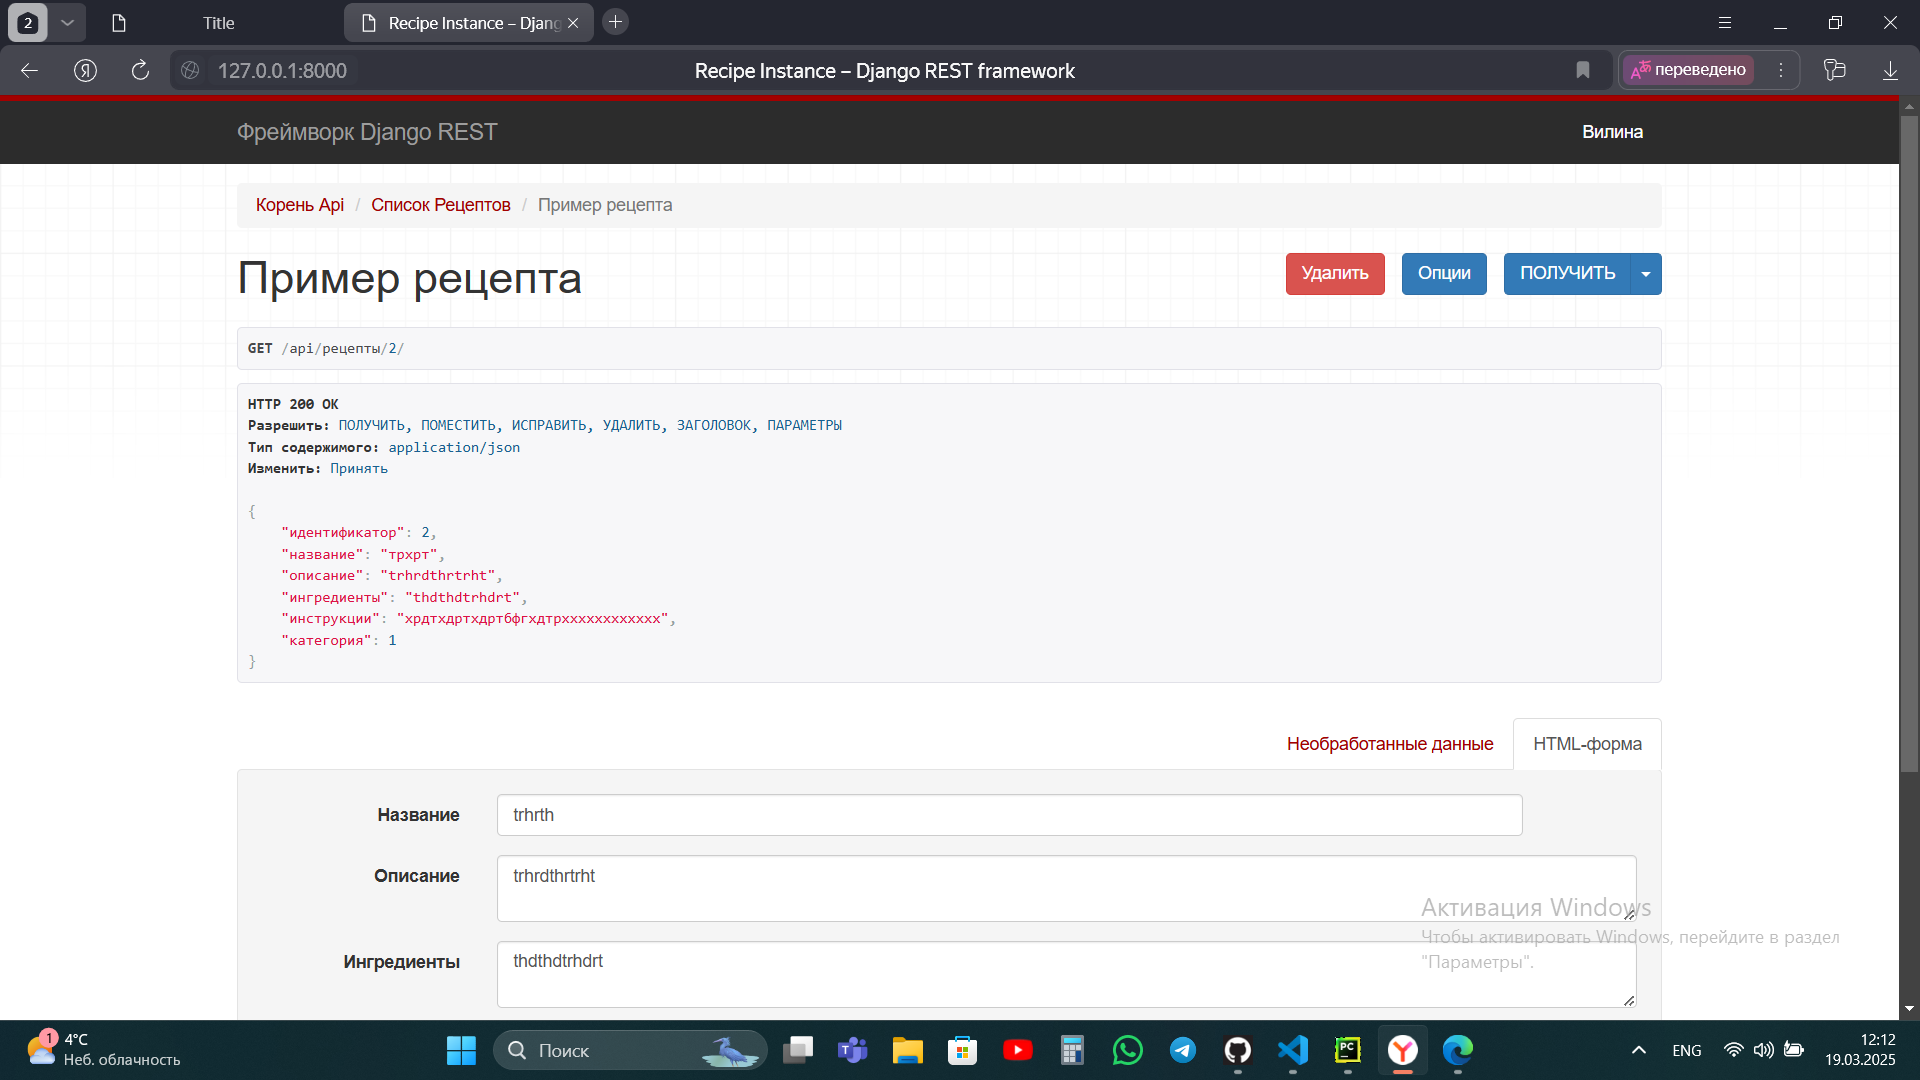 2
Title
Recipe Instance – Djang
127.0.0.1:8000
Recipe Instance – Django REST framework
переведено
Фреймворк Django REST
Вилина
Корень Api / Список Рецептов / Пример рецепта
Пример рецепта
Удалить
Опции
ПОЛУЧИТЬ
GET /api/рецепты/2/
HTTP 200 OK
Разрешить: ПОЛУЧИТЬ, ПОМЕСТИТЬ, ИСПРАВИТЬ, УДАЛИТЬ, ЗАГОЛОВОК, ПАРАМЕТРЫ
Тип содержимого: application/json
Изменить: Принять
{
"идентификатор": 2,
"название": "трхрт",
"описание": "trhrdthrtrht",
"ингредиенты": "thdthdtrhdrt",
"инструкции": "хрдтхдртхдртбфгхдтрхххххххххххх",
"категория": 1
}
Необработанные данные
HTML-форма
Название
trhrth
Описание
trhrdthrtrht
Ингредиенты
thdthdtrhdrt
Активация Windows
Чтобы активировать Windows, перейдите в раздел
"Параметры".
1
4°C
Неб. облачность
Поиск
ENG
12:12
19.03.2025